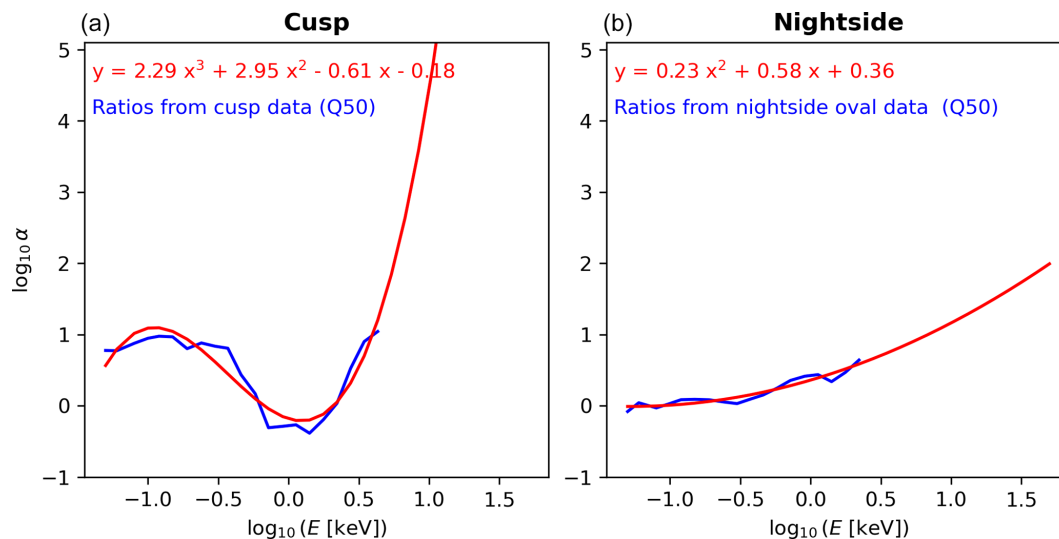 (a) Cusp
y = 2.29 x³ + 2.95 x² - 0.61 x - 0.18
Ratios from cusp data (Q50)
5
4
3
2
1
0
−1
log₁₀ α
−1.0 −0.5 0.0 0.5 1.0 1.5
log₁₀ (E [keV])
(b) Nightside
y = 0.23 x² + 0.58 x + 0.36
Ratios from nightside oval data  (Q50)
5
4
3
2
1
0
−1
−1.0 −0.5 0.0 0.5 1.0 1.5
log₁₀ (E [keV])